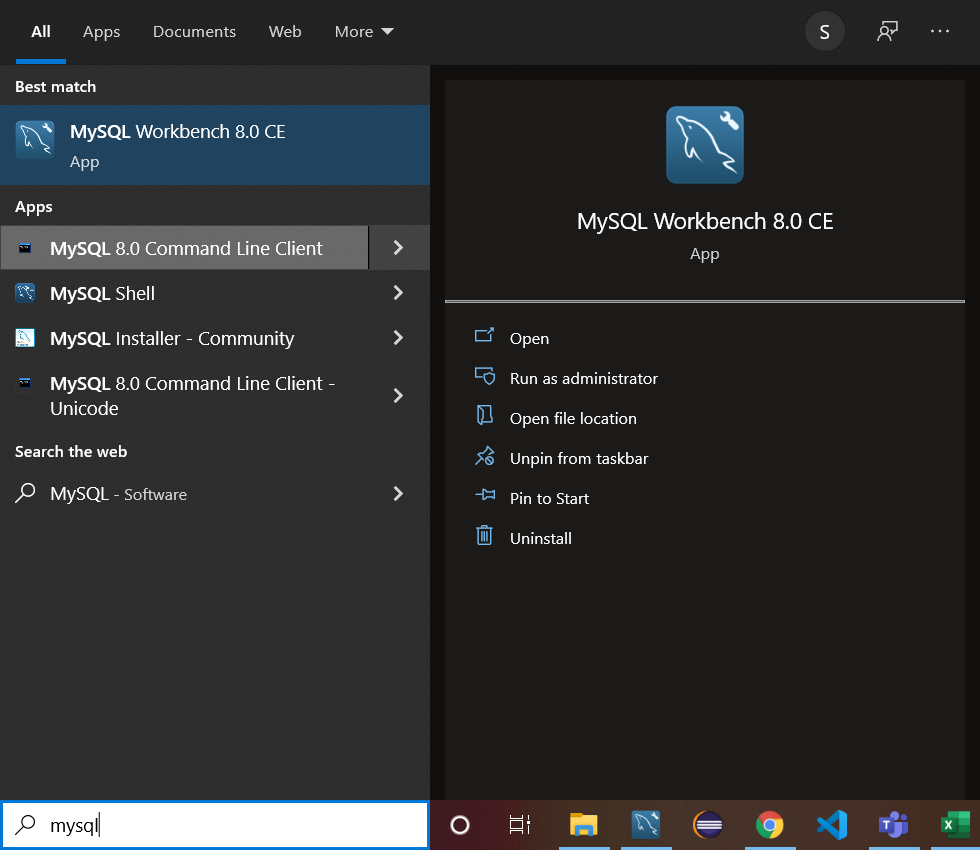 All Apps Documents Web More S
Best match
MySQL Workbench 8.0 CE
App
Apps
MySQL 8.0 Command Line Client
MySQL Shell
MySQL Installer - Community
MySQL 8.0 Command Line Client -
Unicode
Search the web
MySQL - Software
MySQL Workbench 8.0 CE
App
Open
Run as administrator
Open file location
Unpin from taskbar
Pin to Start
Uninstall
mysql